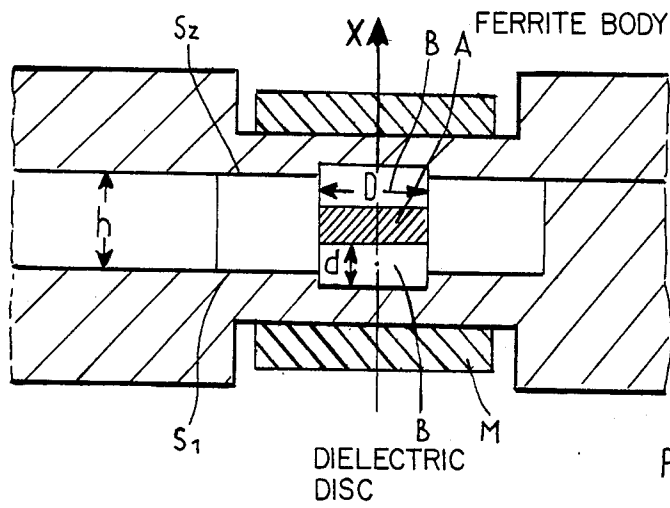 FERRITE BODY
S2 X B A
D
h
d
S1 B M
DIELECTRIC
DISC